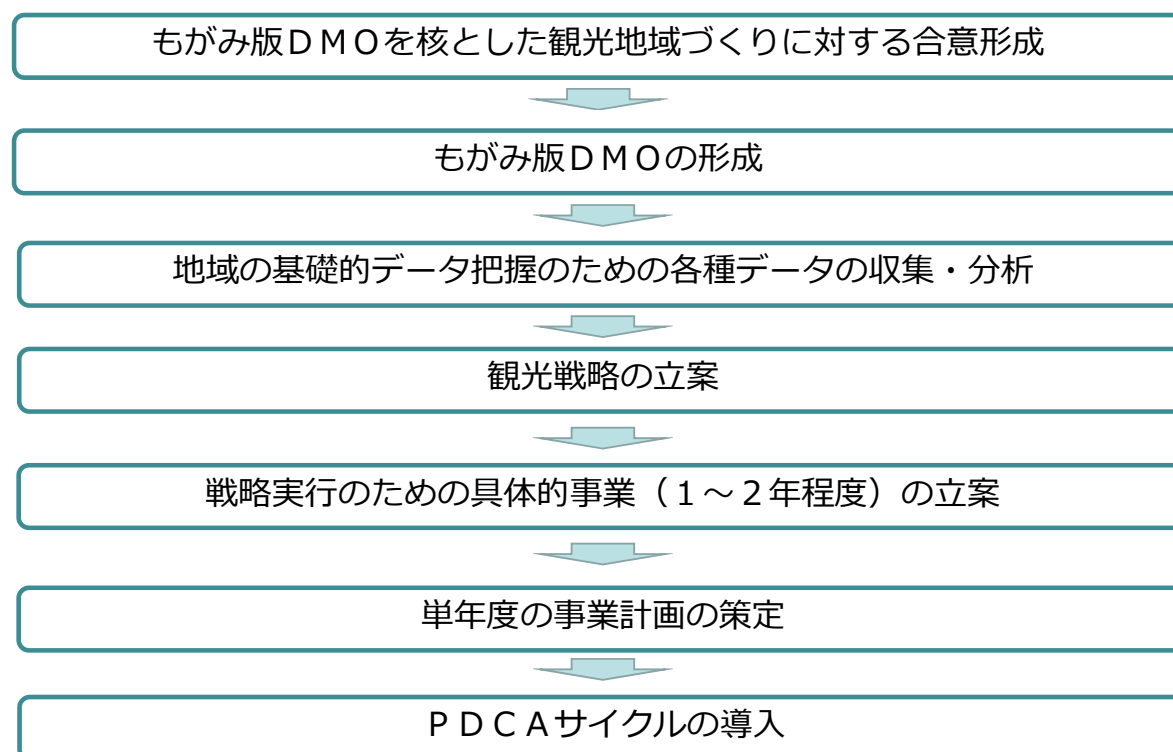 もがみ版ＤＭＯを核とした観光地域づくりに対する合意形成
もがみ版ＤＭＯの形成
地域の基礎的データ把握のための各種データの収集・分析
観光戦略の立案
戦略実行のための具体的事業（１～２年程度）の立案
単年度の事業計画の策定
ＰＤＣＡサイクルの導入